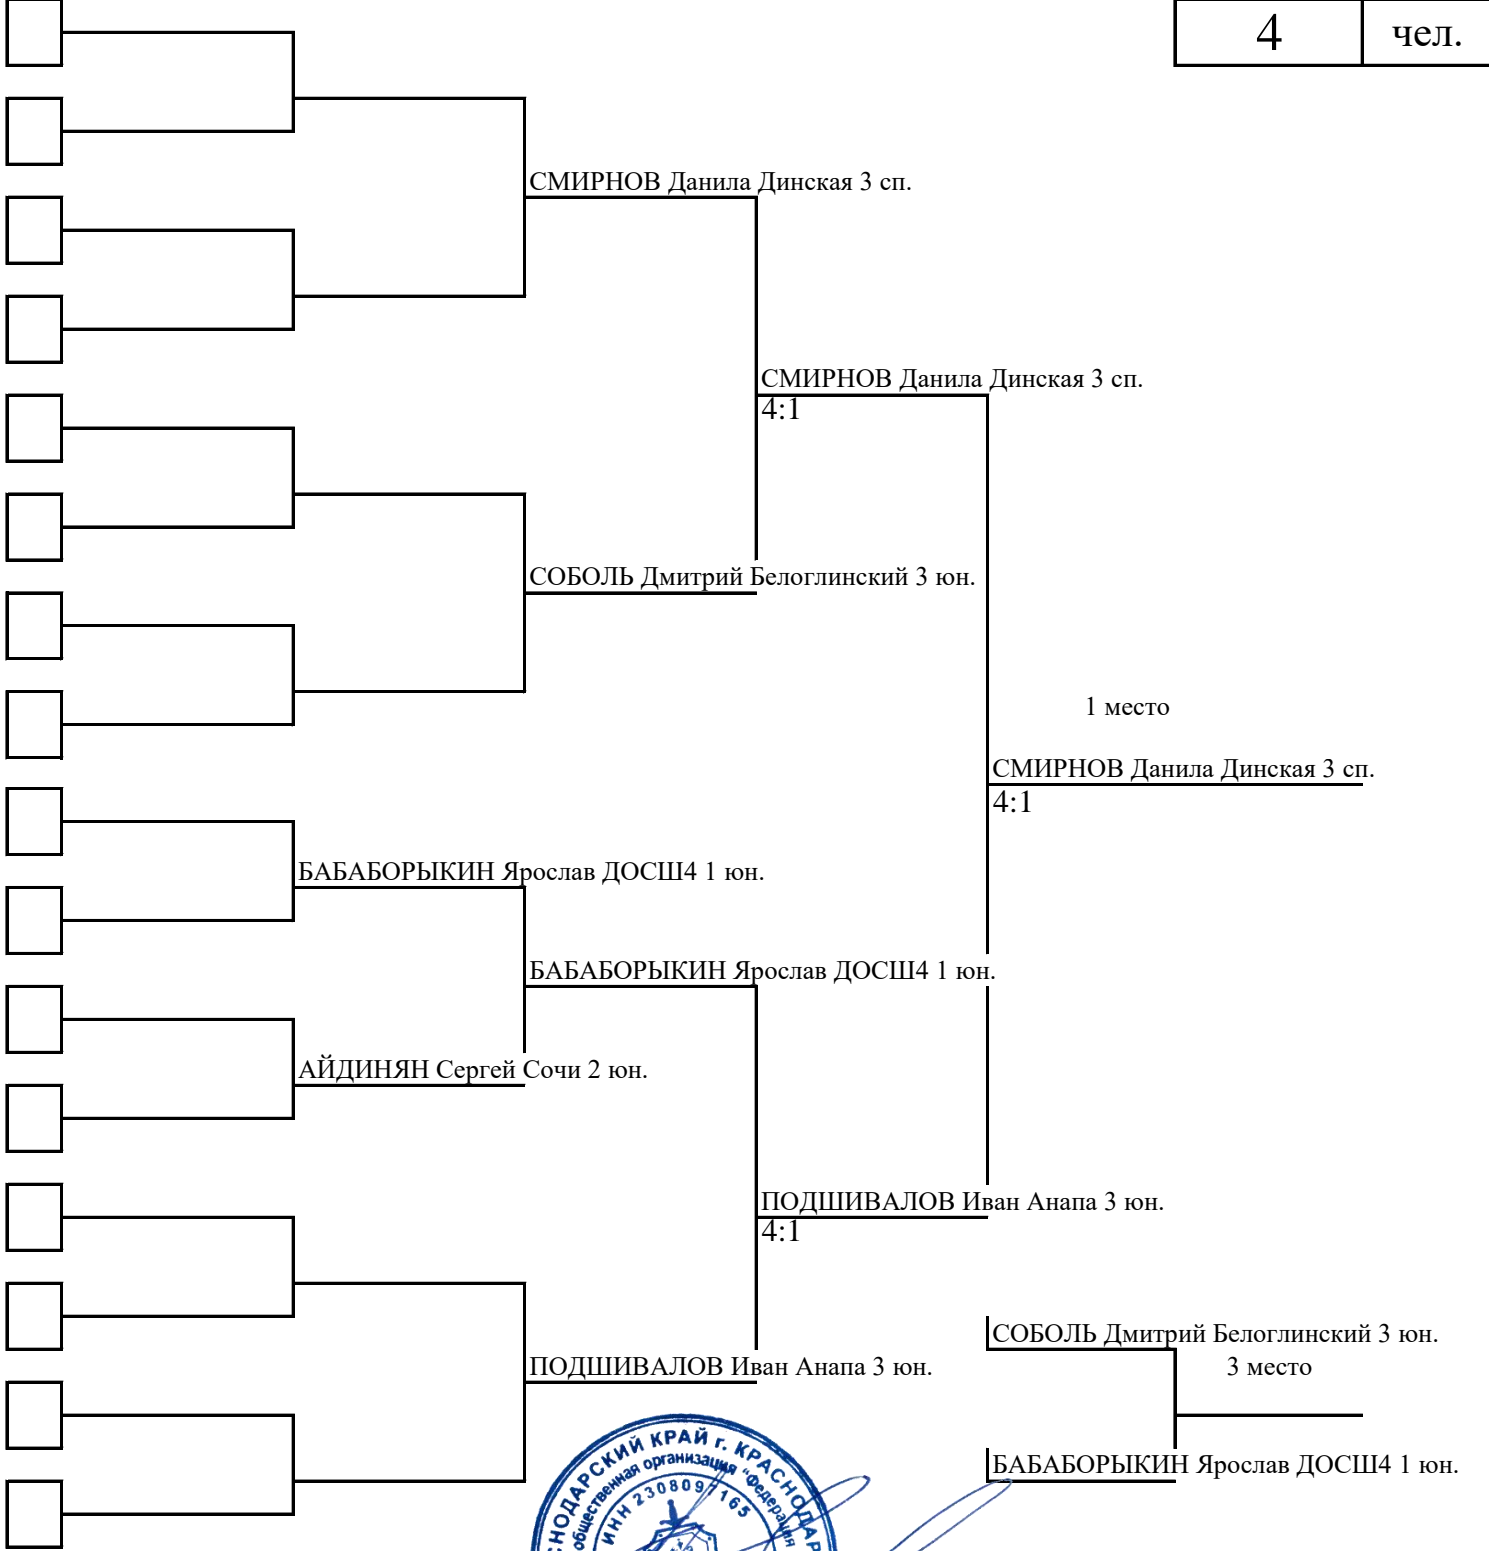 4 чел.
СМИРНОВ Данила Динская 3 сп.
СМИРНОВ Данила Динская 3 сп.
4:1
СОБОЛЬ Дмитрий Белоглинский 3 юн.
1 место
СМИРНОВ Данила Динская 3 сп.
4:1
БАБАБОРЫКИН Ярослав ДОСШ4 1 юн.
БАБАБОРЫКИН Ярослав ДОСШ4 1 юн.
АЙДИНЯН Сергей Сочи 2 юн.
ПОДШИВАЛОВ Иван Анапа 3 юн.
4:1
СОБОЛЬ Дмитрий Белоглинский 3 юн.
ПОДШИВАЛОВ Иван Анапа 3 юн.
3 место
БАБАБОРЫКИН Ярослав ДОСШ4 1 юн.
КРАЙ г.
общественная организация "Федерация
ИНН 2308097165